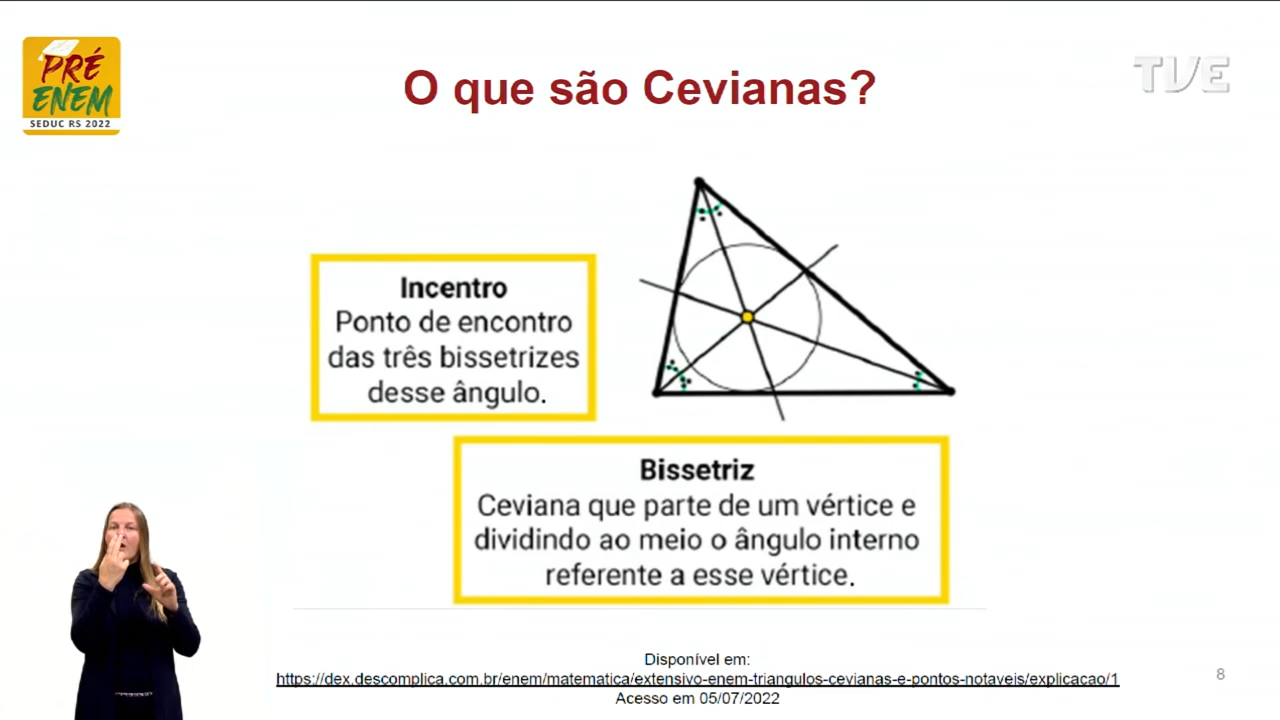 PRÉ
ENEM
SEDUC RS 2022
O que são Cevianas?
TVE
Incentro
Ponto de encontro
das três bissetrizes
desse ângulo.
Bissetriz
Ceviana que parte de um vértice e
dividindo ao meio o ângulo interno
referente a esse vértice.
Disponível em:
https://dex.descomplica.com.br/enem/matematica/extensivo-enem-triangulos-cevianas-e-pontos-notaveis/explicacao/1
Acesso em 05/07/2022
8